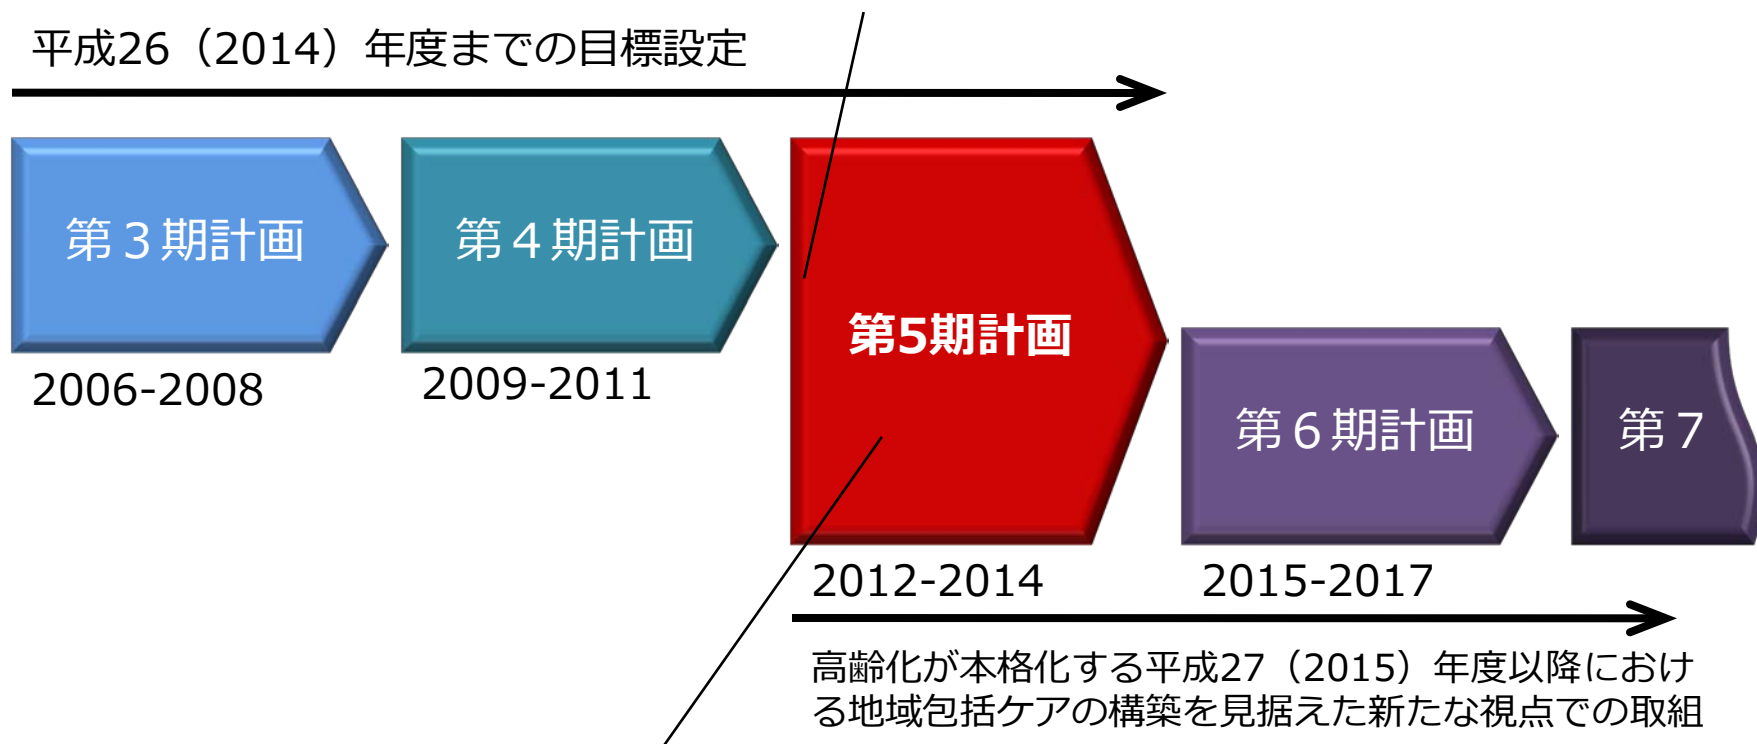 平成26（2014）年度までの目標設定
第３期計画
第４期計画
第5期計画
2006-2008
2009-2011
第６期計画
第７
2012-2014
2015-2017
高齢化が本格化する平成27（2015）年度以降におけ
る地域包括ケアの構築を見据えた新たな視点での取組